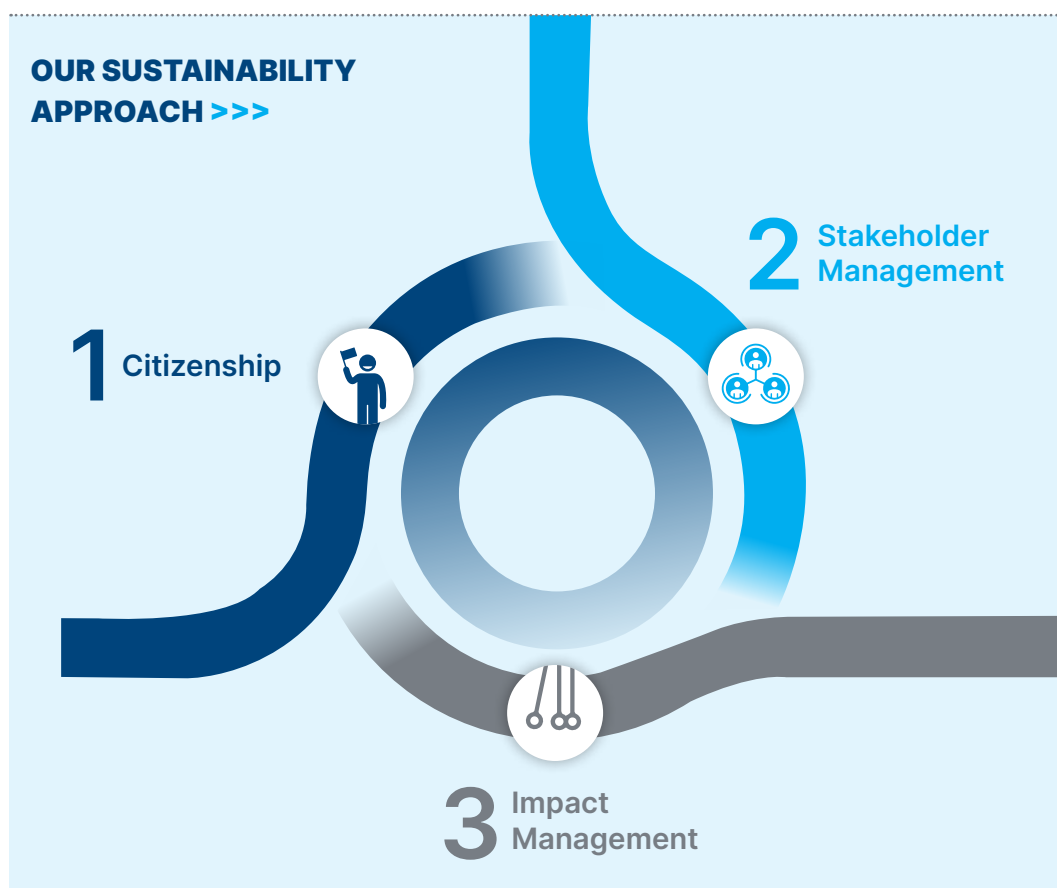 OUR SUSTAINABILITY
APPROACH >>>
1 Citizenship
2 Stakeholder
Management
3 Impact
Management